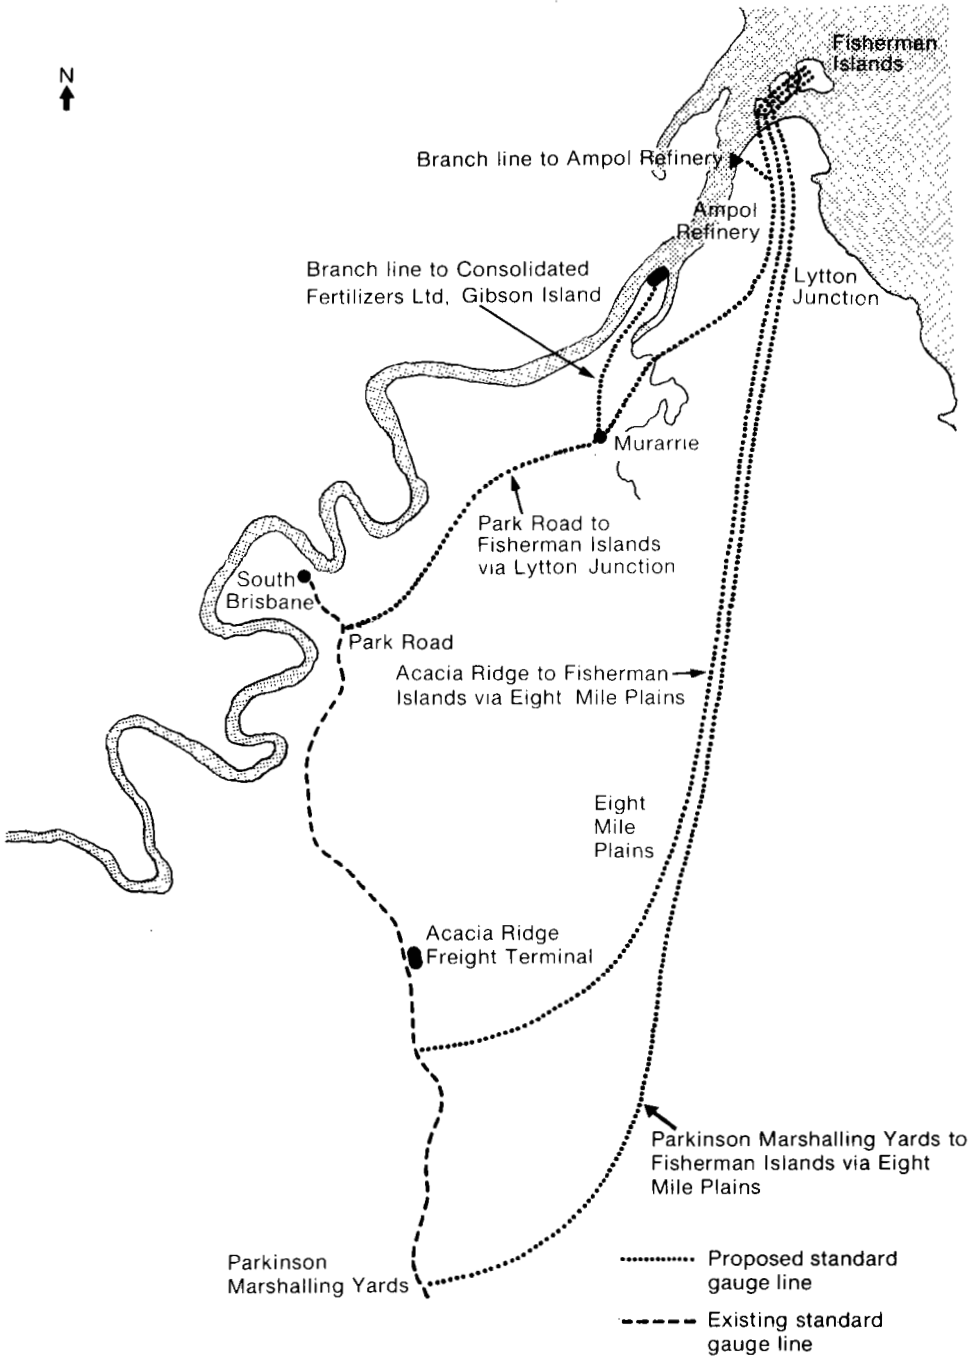 Fisherman
Islands
N
Branch line to Ampol Refinery
Ampol
Refinery
Branch line to Consolidated
Fertilizers Ltd, Gibson Island
Lytton
Junction
Murarrie
Park Road to
Fisherman Islands
via Lytton Junction
South
Brisbane
Park Road
Acacia Ridge to Fisherman
Islands via Eight Mile Plains
Eight
Mile
Plains
Acacia Ridge
Freight Terminal
Parkinson Marshalling Yards to
Fisherman Islands via Eight
Mile Plains
Parkinson
Marshalling Yards
Proposed standard
gauge line
Existing standard
gauge line